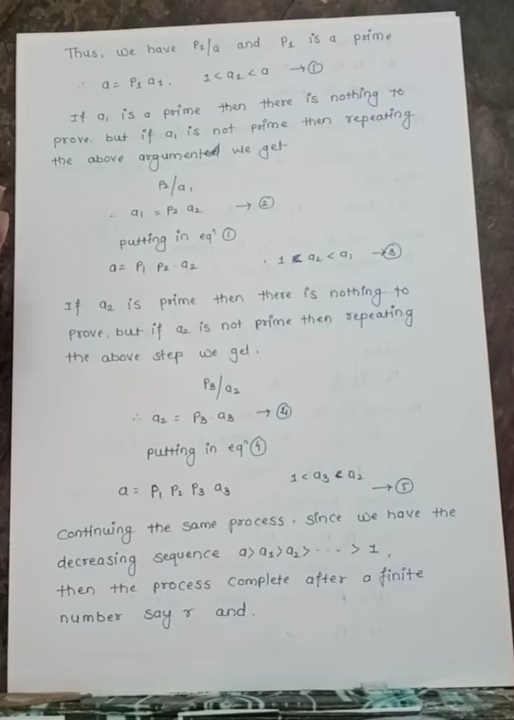 Thus, we have P₁/a and P₁ is a prime
∴ a = P₁ a₁. 1 < a₁ < a → ①
If a₁ is a prime then there is nothing to
prove. but if a₁ is not prime then repeating
the above argumented we get
P₂/a₁
∴ a₁ = P₂ a₂ → ②
putting in eqⁿ ①
a = P₁ P₂ a₂ . 1 < a₂ < a₁ → ③
If a₂ is prime then there is nothing to
prove. but if a₂ is not prime then repeating
the above step we get.
P₃/a₂
∴ a₂ = P₃. a₃ → ④
putting in eqⁿ ④
a = P₁ P₂ P₃ a₃ 1 < a₃ < a₂ → ⑤
Continuing the same process. since we have the
decreasing sequence a > a₁ > a₂ > . . . > 1,
then the process complete after a finite
number say r and.